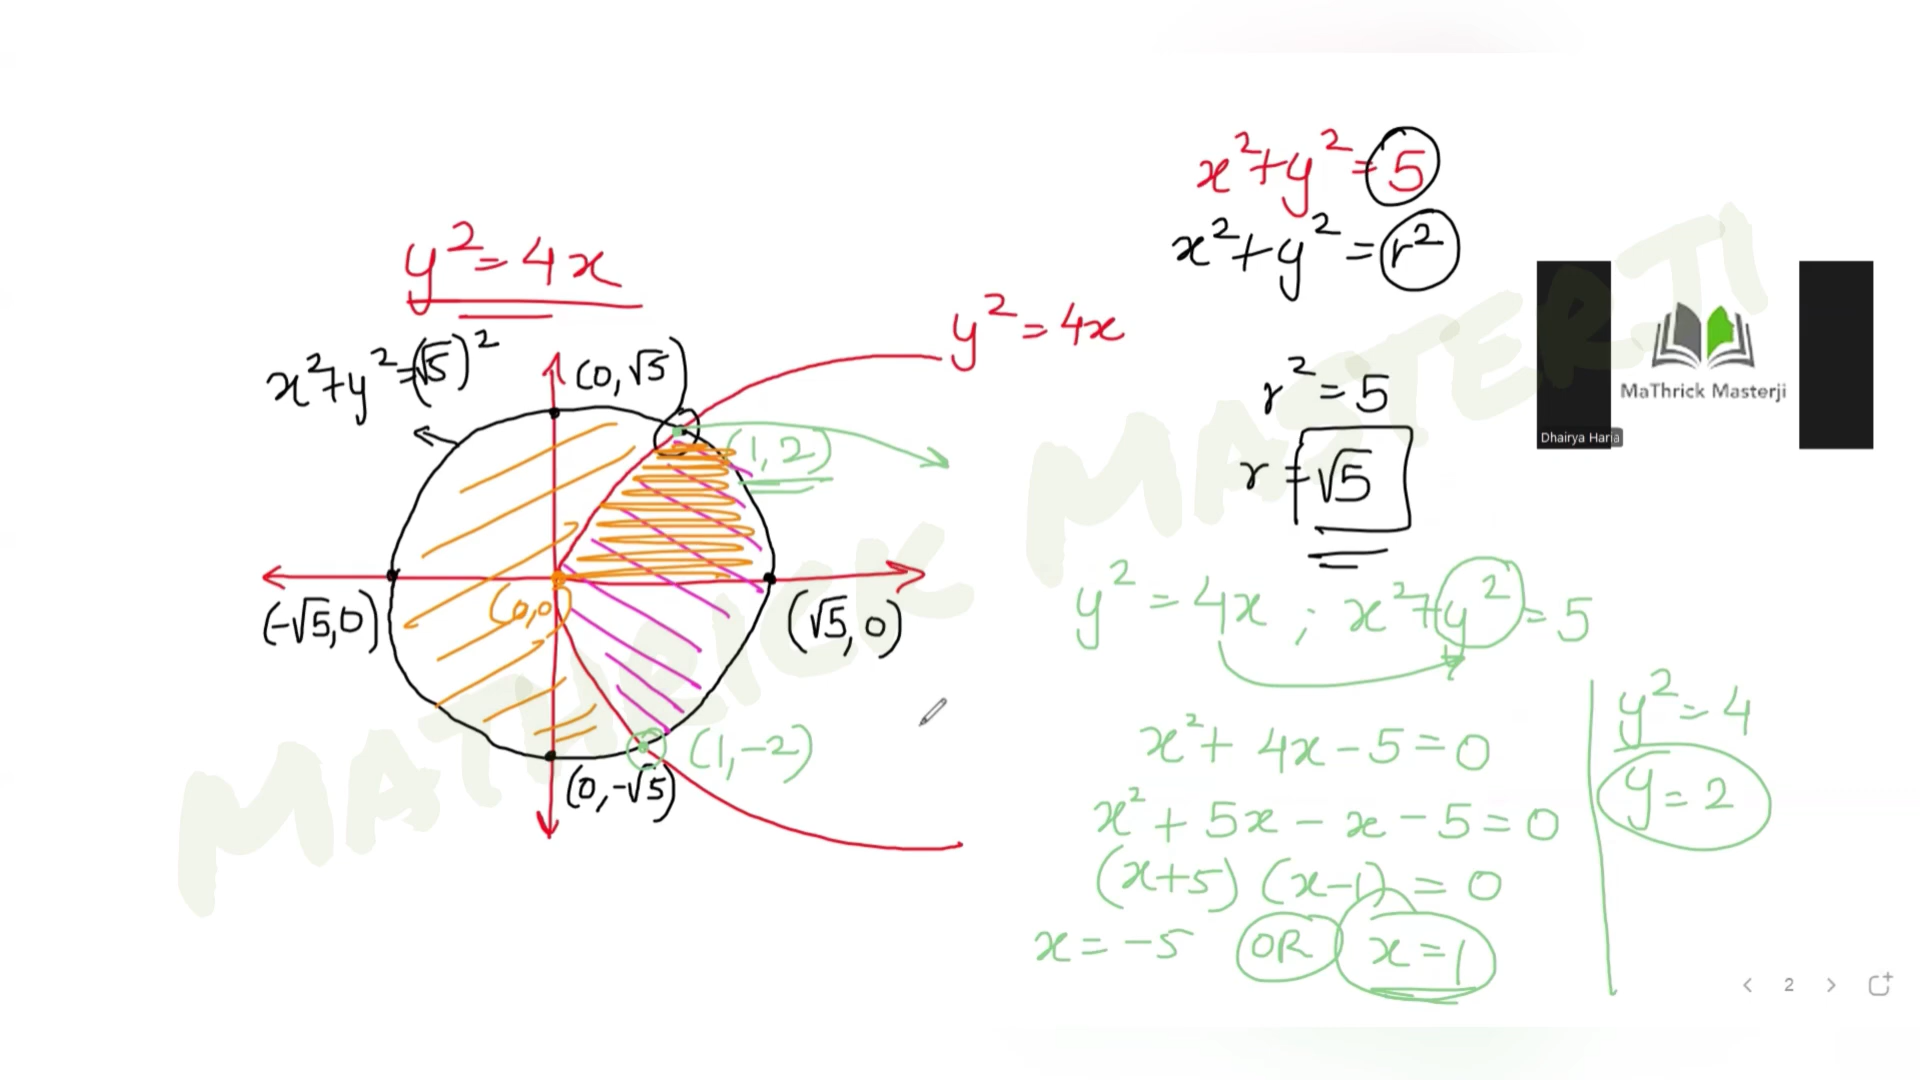 x²+y²=5
x²+y²=r²
y²=4x
y²=4x
x²+y²=(√5)²
(0,√5)
r²=5
MaThrick Masterji
Dhairya Haria
(1,2)
r=√5
(0,0)
(-√5,0)
(√5,0)
y²=4x ; x²+y²=5
(1,-2)
(0,-√5)
x²+4x-5=0
y²=4
x²+5x-x-5=0
y=2
(x+5) (x-1)=0
x=-5 OR x=1
< 2 >
MATHRICK MASTERJI